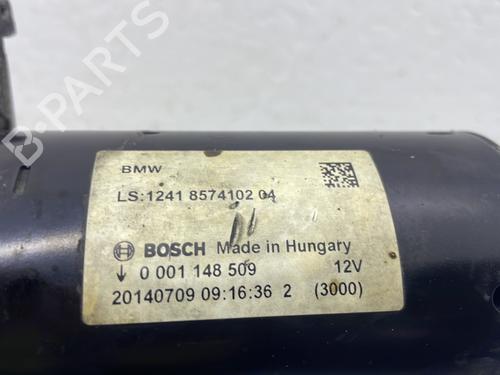 BMW
LS:1241 8574102 04
BOSCH Made in Hungary
↓ 0 001 148 509 12V
20140709 09:16:36 2 (3000)
B-PARTS